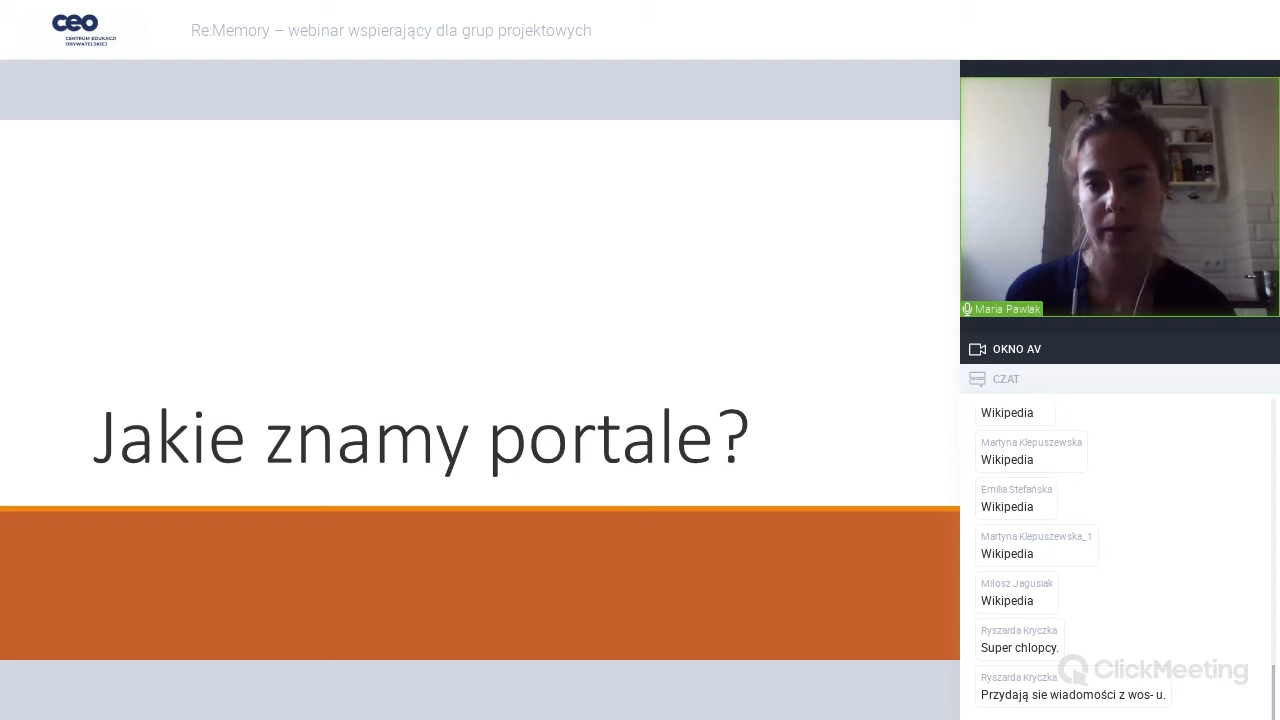 ceo
CENTRUM EDUKACJI
OBYWATELSKIEJ
Re:Memory – webinar wspierający dla grup projektowych
Jakie znamy portale?
Maria Pawlak
OKNO AV
CZAT
Wikipedia
Martyna Klepuszewska
Wikipedia
Emilia Stefańska
Wikipedia
Martyna Klepuszewska_1
Wikipedia
Miłosz Jagusiak
Wikipedia
Ryszarda Kryczka
Super chlopcy.
Ryszarda Kryczka
Przydają sie wiadomości z wos- u.
ClickMeeting